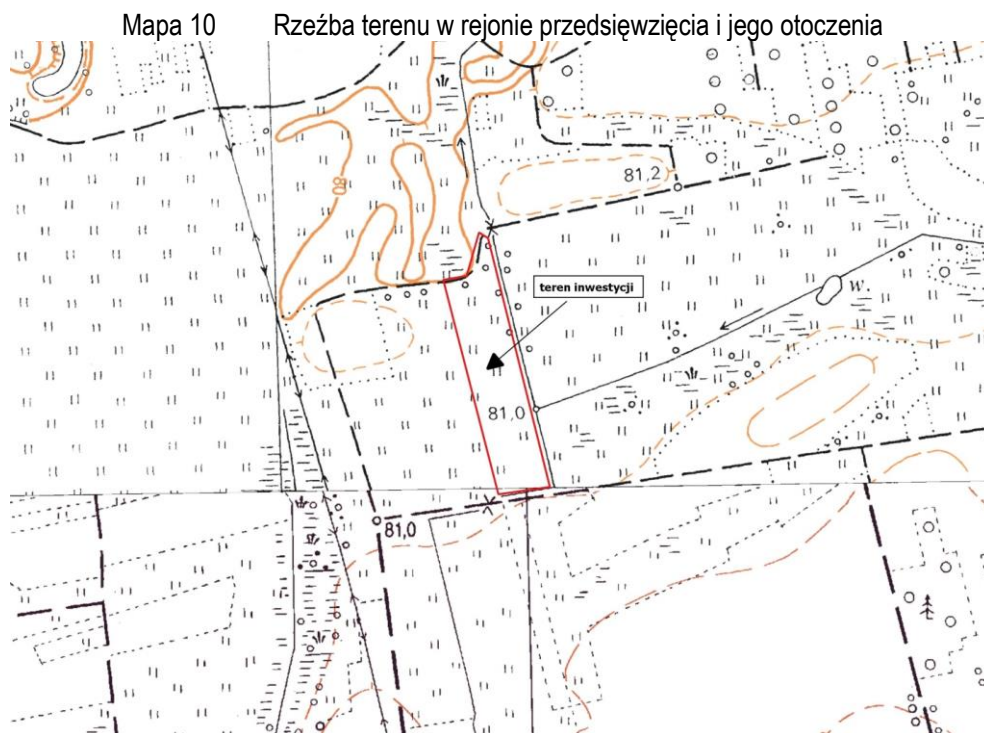 Mapa 10 Rzeźba terenu w rejonie przedsięwzięcia i jego otoczenia
81,2
80
teren inwestycji
w.
81,0
81,0